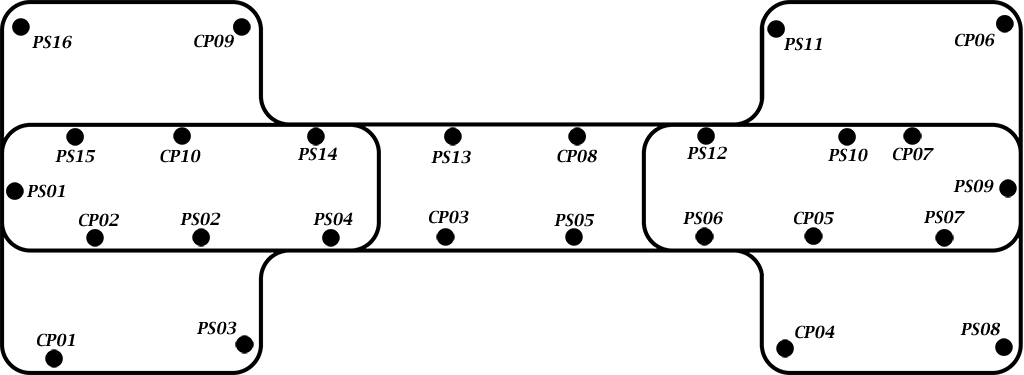 PS16 CP09 PS11 CP06
PS15 CP10 PS14 PS13 CP08 PS12 PS10 CP07
PS01 PS09
CP02 PS02 PS04 CP03 PS05 PS06 CP05 PS07
CP01 PS03 CP04 PS08